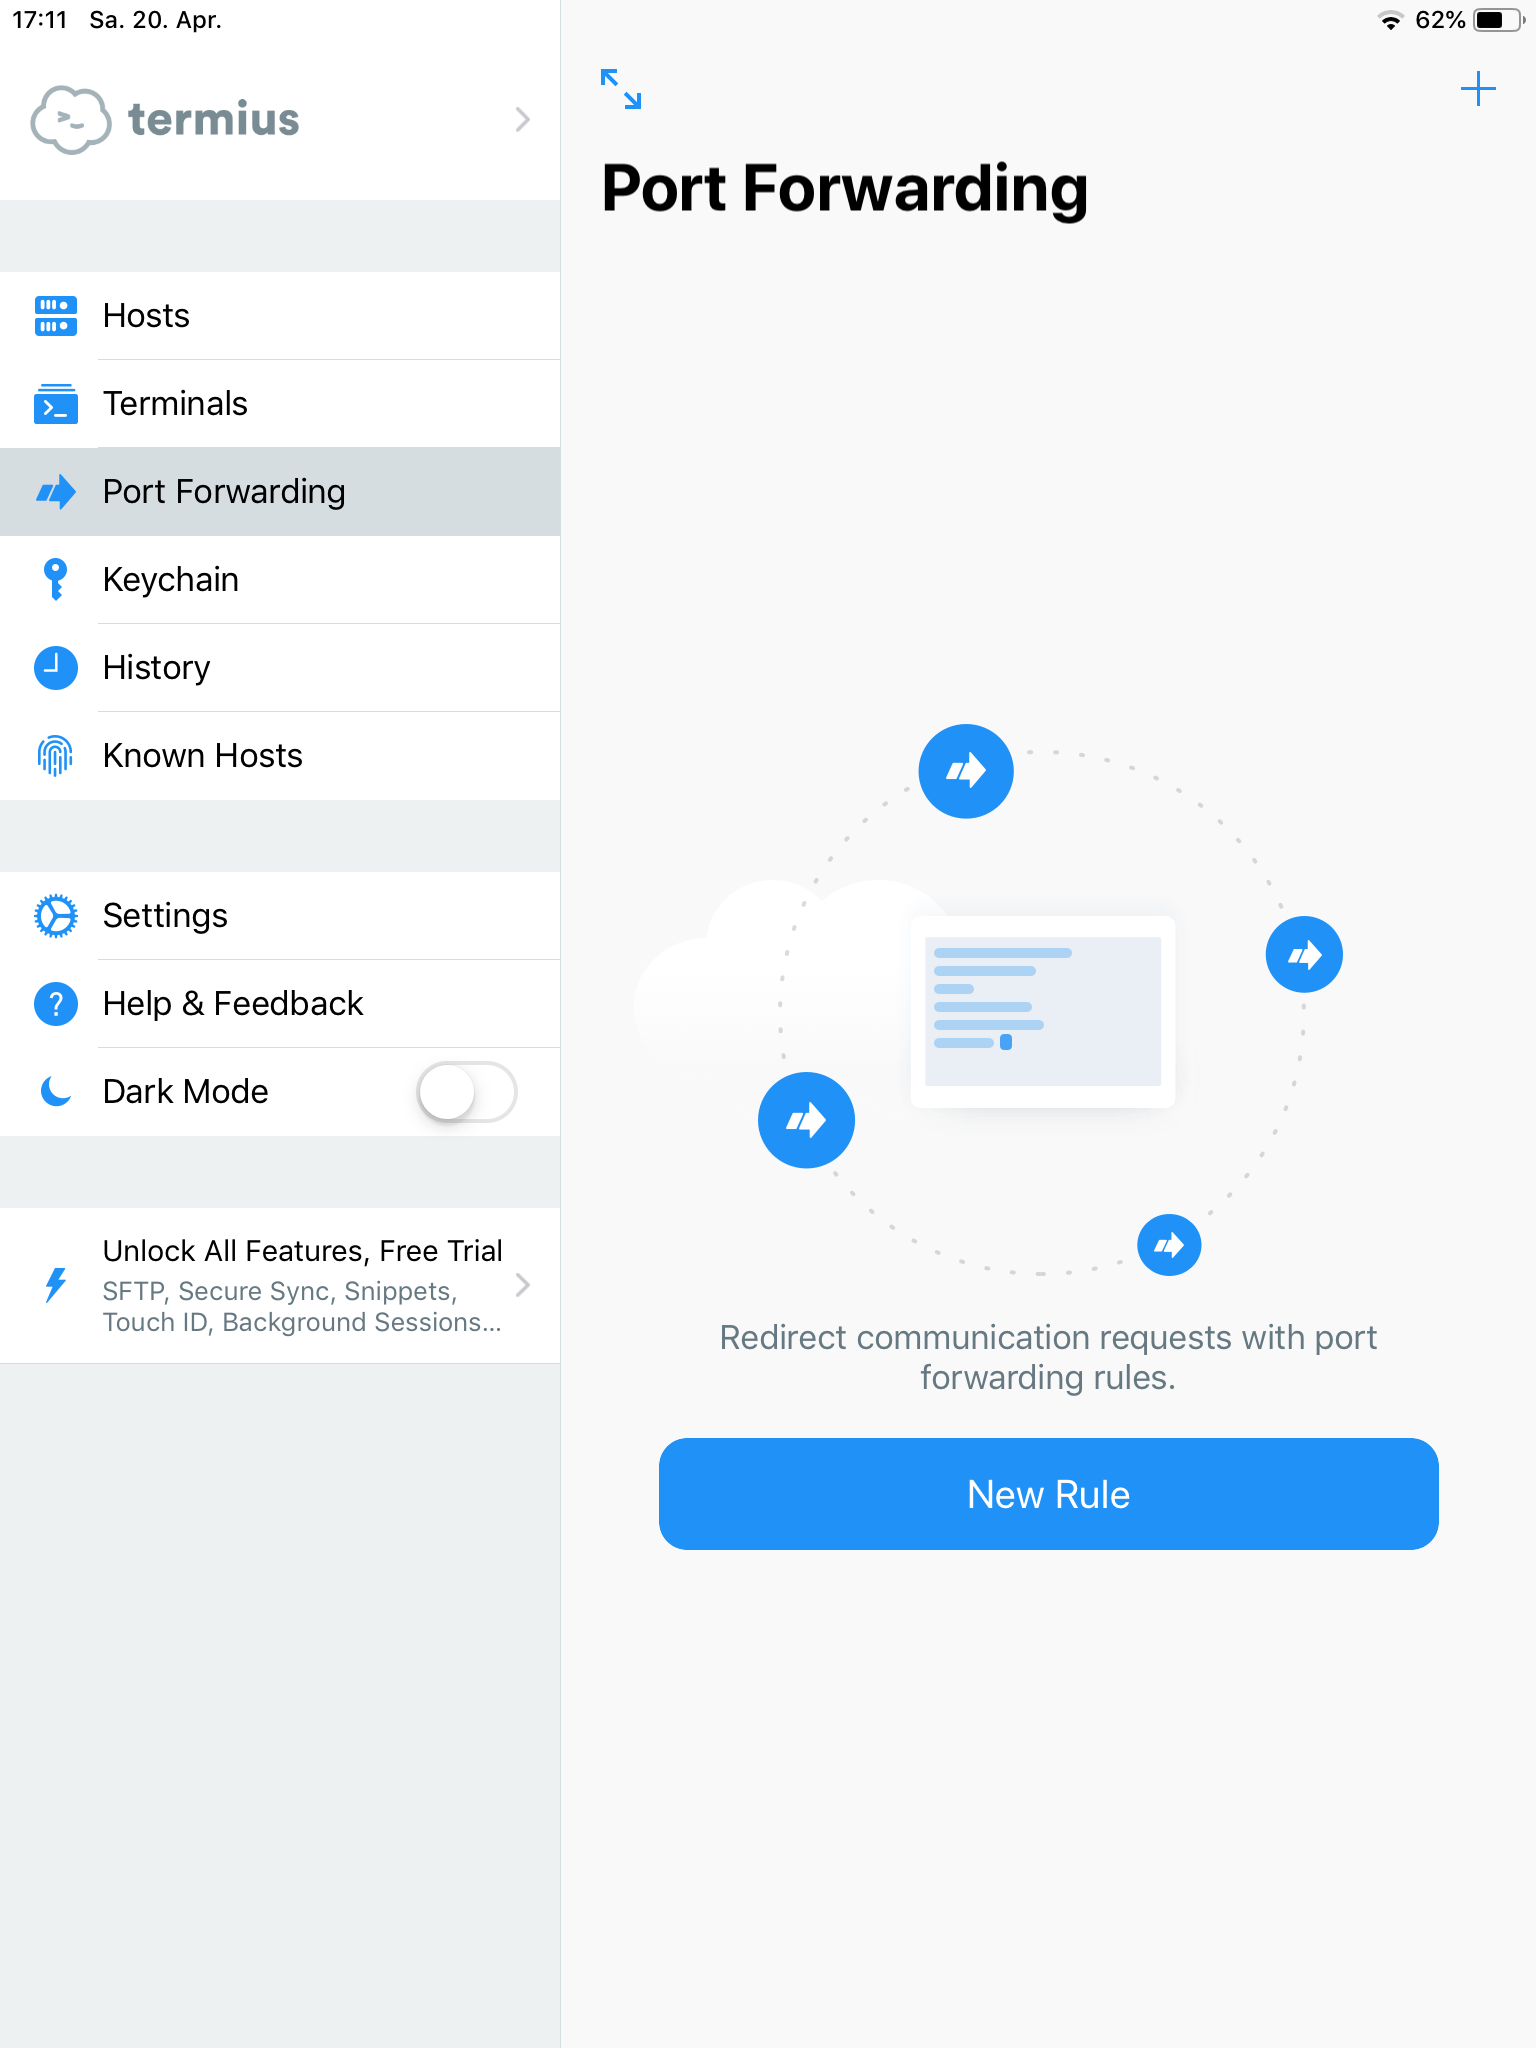 17:11 Sa. 20. Apr.
62%
termius
Hosts
Terminals
Port Forwarding
Keychain
History
Known Hosts
Settings
Help & Feedback
Dark Mode
Unlock All Features, Free Trial
SFTP, Secure Sync, Snippets,
Touch ID, Background Sessions...
Port Forwarding
Redirect communication requests with port
forwarding rules.
New Rule